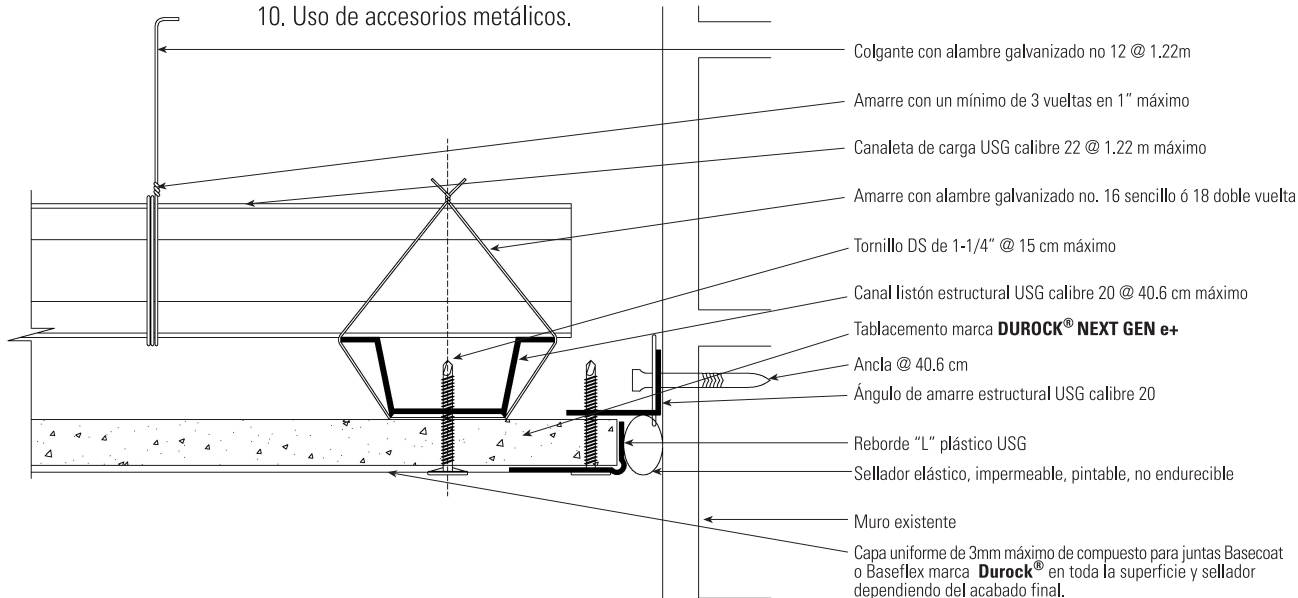 10. Uso de accesorios metálicos.
Colgante con alambre galvanizado no 12 @ 1.22m
Amarre con un mínimo de 3 vueltas en 1” máximo
Canaleta de carga USG calibre 22 @ 1.22 m máximo
Amarre con alambre galvanizado no. 16 sencillo ó 18 doble vuelta
Tornillo DS de 1-1/4” @ 15 cm máximo
Canal listón estructural USG calibre 20 @ 40.6 cm máximo
Tablacemento marca DUROCK® NEXT GEN e+
Ancla @ 40.6 cm
Ángulo de amarre estructural USG calibre 20
Reborde “L” plástico USG
Sellador elástico, impermeable, pintable, no endurecible
Muro existente
Capa uniforme de 3mm máximo de compuesto para juntas Basecoat
o Baseflex marca Durock® en toda la superficie y sellador
dependiendo del acabado final.